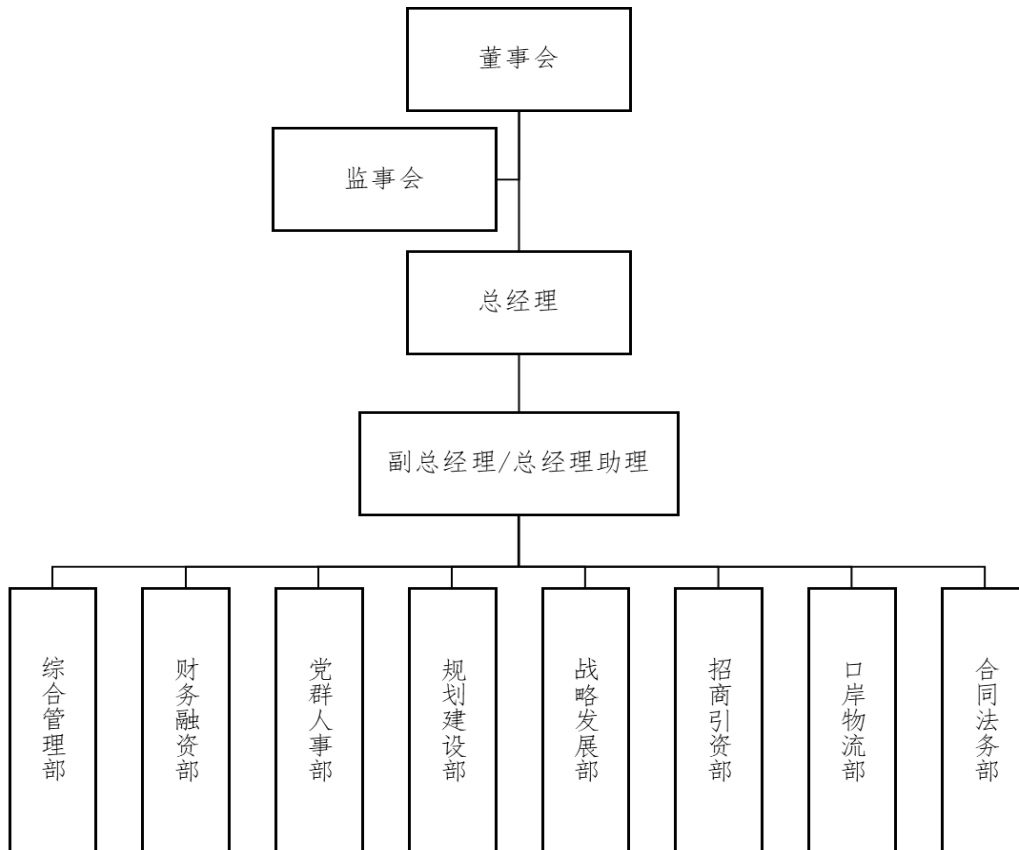 董事会
监事会
总经理
副总经理/总经理助理
综合管理部
财务融资部
党群人事部
规划建设部
战略发展部
招商引资部
口岸物流部
合同法务部